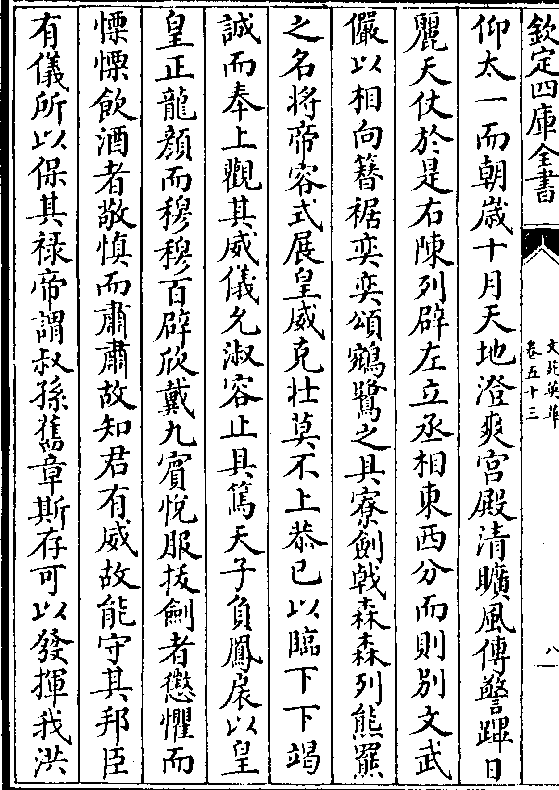 欽定四庫全書
文苑英華
卷五十三
八
仰太一而朝歲十月天地澄爽宮殿清曠風傳警蹕日
麗天仗於是右陳列辟左立丞相東西分而則别文武
儼以相向簪裾奕奕頌鵷鷺之具寮劍戟森森列熊羆
之名將帝容式展皇威克壯莫不上恭已以臨下下竭
誠而奉上觀其威儀允淑容止具篤天子負鳳扆以皇
皇正龍顔而穆穆百辟欣戴九賓悅服拔劍者懲懼而
慄慄飲酒者敬慎而肅肅故知君有威故能守其邦臣
有儀所以保其禄帝謂叔孫舊章斯存可以發揮我洪